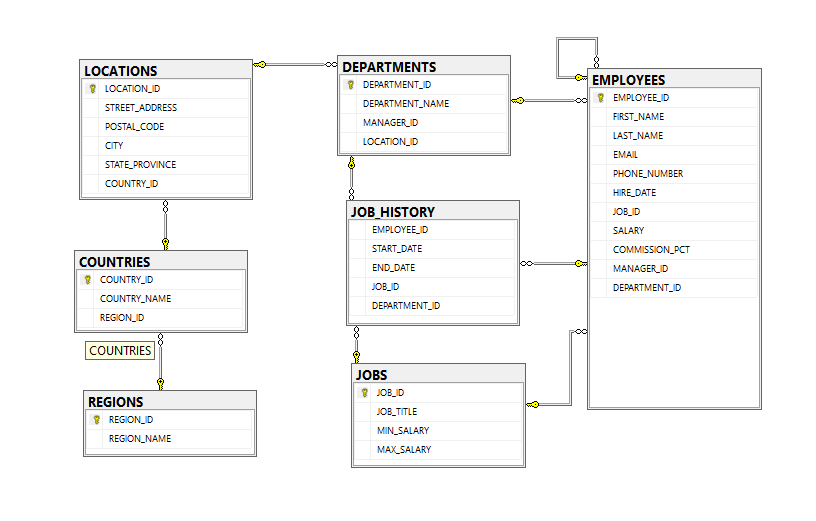 LOCATIONS
LOCATION_ID
STREET_ADDRESS
POSTAL_CODE
CITY
STATE_PROVINCE
COUNTRY_ID
DEPARTMENTS
DEPARTMENT_ID
DEPARTMENT_NAME
MANAGER_ID
LOCATION_ID
EMPLOYEES
EMPLOYEE_ID
FIRST_NAME
LAST_NAME
EMAIL
PHONE_NUMBER
HIRE_DATE
JOB_ID
SALARY
COMMISSION_PCT
MANAGER_ID
DEPARTMENT_ID
JOB_HISTORY
EMPLOYEE_ID
START_DATE
END_DATE
JOB_ID
DEPARTMENT_ID
COUNTRIES
COUNTRY_ID
COUNTRY_NAME
REGION_ID
COUNTRIES
REGIONS
REGION_ID
REGION_NAME
JOBS
JOB_ID
JOB_TITLE
MIN_SALARY
MAX_SALARY